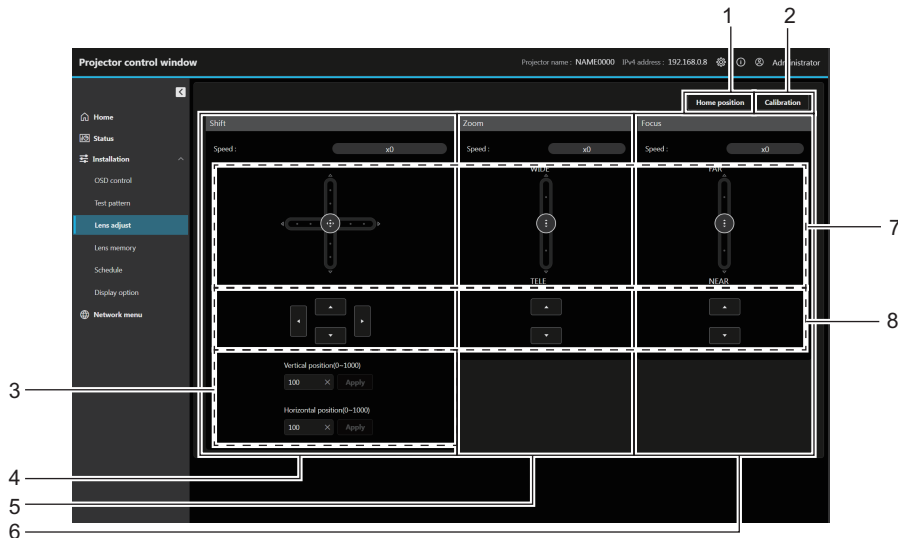 1 2
Projector control window Projector name : NAME0000 IPv4 address : 192.168.0.8 Administrator
Home position Calibration
Home
Status
Installation
OSD control
Test pattern
Lens adjust
Lens memory
Schedule
Display option
Network menu
Shift Zoom Focus
Speed : x0 Speed : x0 Speed : x0
WIDE FAR
7
TELE NEAR
8
Vertical position(0~1000)
100 Apply
3
Horizontal position(0~1000)
100 Apply
4
5
6